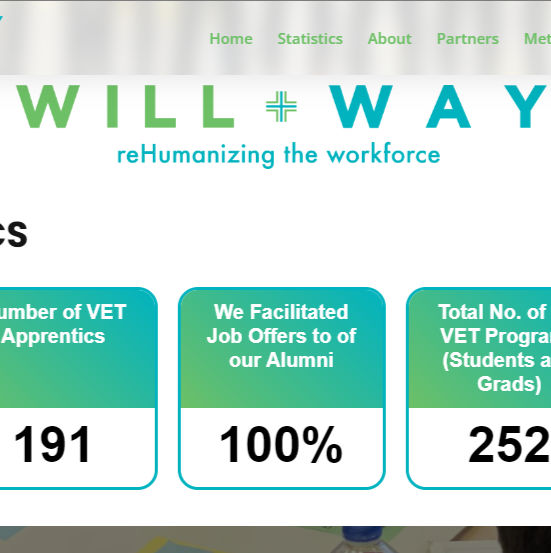 Home Statistics About Partners Met
WILL + WAY
reHumanizing the workforce
cs
umber of VET
Apprentics
191
We Facilitated
Job Offers to of
our Alumni
100%
Total No. of
VET Progra
(Students a
Grads)
252